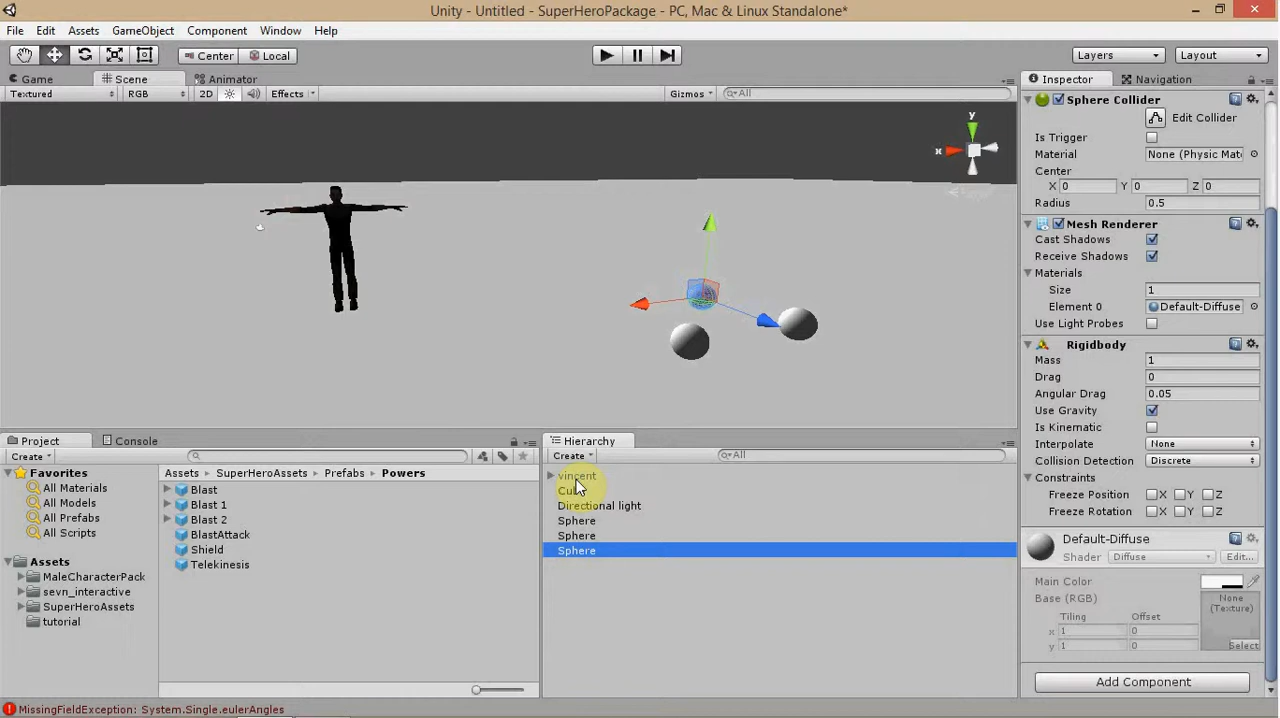 Unity - Untitled - SuperHeroPackage - PC, Mac & Linux Standalone*
File Edit Assets GameObject Component Window Help
Center Local Layers Layout
Game Scene Animator Inspector Navigation
Textured RGB 2D Effects Gizmos All
Sphere Collider
Edit Collider
Is Trigger
Material None (Physic Mate
Center
X 0 Y 0 Z 0
Radius 0.5
Mesh Renderer
Cast Shadows
Receive Shadows
Materials
Size 1
Element 0 Default-Diffuse
Use Light Probes
Rigidbody
Mass 1
Drag 0
Angular Drag 0.05
Use Gravity
Is Kinematic
Interpolate None
Collision Detection Discrete
Constraints
Freeze Position X Y Z
Freeze Rotation X Y Z
Default-Diffuse
Shader Diffuse Edit...
Main Color
Base (RGB) None (Texture)
Tiling Offset
x 1 0
y 1 0 Select
Add Component
y
x
Project Console
Create
Favorites
All Materials
All Models
All Prefabs
All Scripts
Assets
MaleCharacterPack
sevn_interactive
SuperHeroAssets
tutorial
Assets SuperHeroAssets Prefabs Powers
Blast
Blast 1
Blast 2
BlastAttack
Shield
Telekinesis
Hierarchy
Create All
vincent
Directional light
Sphere
Sphere
Sphere
MissingFieldException: System.Single.eulerAngles